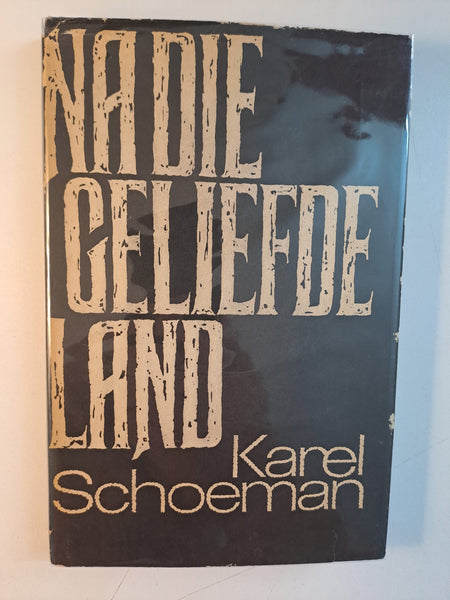 NA DIE
GELIEFDE
LAND
Karel
Schoeman